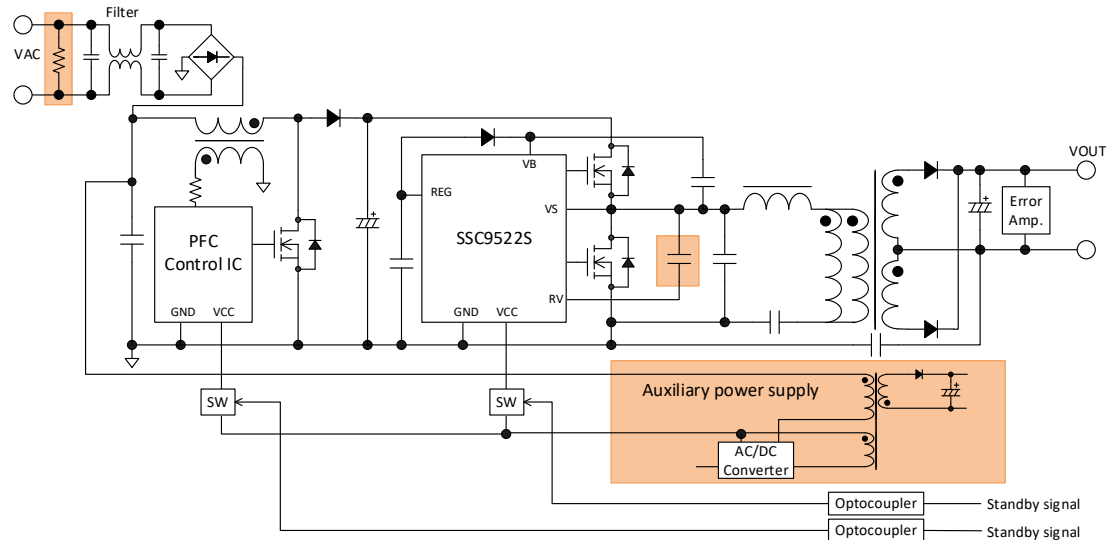 Filter
VAC
VOUT
VB
REG
VS
SSC9522S
RV
GND VCC
PFC
Control IC
GND VCC
Error
Amp.
SW
SW
Auxiliary power supply
AC/DC
Converter
Optocoupler
Standby signal
Optocoupler
Standby signal